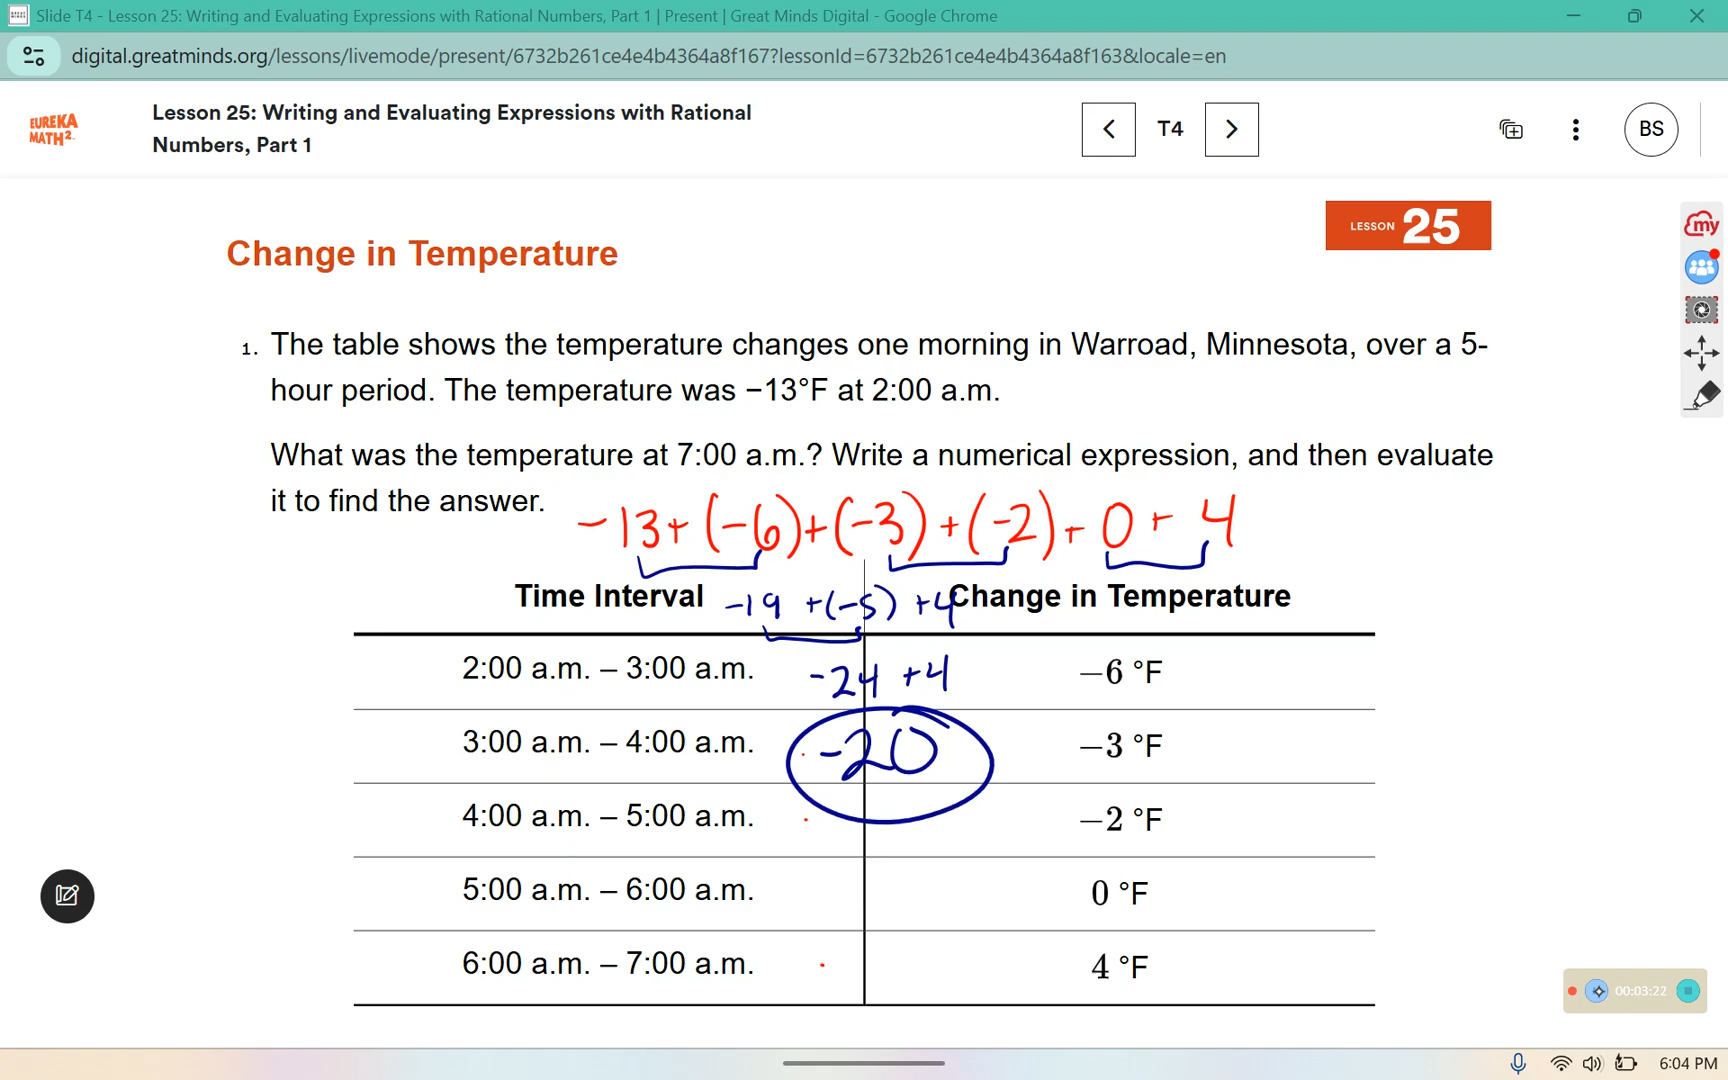 Slide T4 - Lesson 25: Writing and Evaluating Expressions with Rational Numbers, Part 1 | Present | Great Minds Digital - Google Chrome
digital.greatminds.org/lessons/livemode/present/6732b261ce4e4b4364a8f167?lessonId=6732b261ce4e4b4364a8f163&locale=en
EUREKA
MATH²™
Lesson 25: Writing and Evaluating Expressions with Rational
Numbers, Part 1
< T4 >
BS
LESSON 25
my
Change in Temperature
1. The table shows the temperature changes one morning in Warroad, Minnesota, over a 5-
hour period. The temperature was −13°F at 2:00 a.m.
What was the temperature at 7:00 a.m.? Write a numerical expression, and then evaluate
it to find the answer.
-13+(-6)+(-3)+(-2)+0+4
Time Interval Change in Temperature
-19 +(-5) +4
2:00 a.m. – 3:00 a.m. −6 °F
-24 +4
3:00 a.m. – 4:00 a.m. −3 °F
-20
4:00 a.m. – 5:00 a.m. −2 °F
5:00 a.m. – 6:00 a.m. 0 °F
6:00 a.m. – 7:00 a.m. 4 °F
00:03:22
6:04 PM